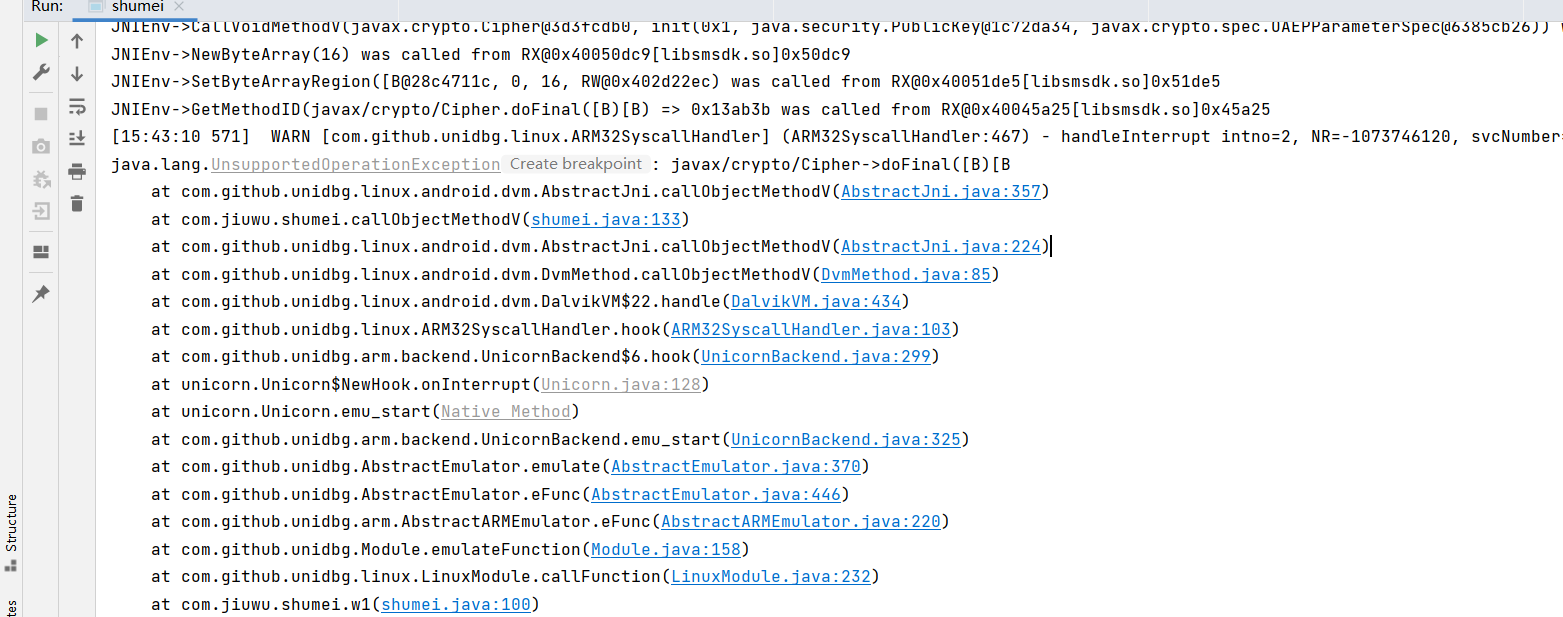 Run: shumei
JNIEnv->CallVoidMethodV(javax.crypto.Cipher@3d3fcdb0, init(0x1, java.security.PublicKey@1c72da34, javax.crypto.spec.OAEPParameterSpec@6385cb26))
JNIEnv->NewByteArray(16) was called from RX@0x40050dc9[libsmsdk.so]0x50dc9
JNIEnv->SetByteArrayRegion([B@28c4711c, 0, 16, RW@0x402d22ec) was called from RX@0x40051de5[libsmsdk.so]0x51de5
JNIEnv->GetMethodID(javax/crypto/Cipher.doFinal([B)[B) => 0x13ab3b was called from RX@0x40045a25[libsmsdk.so]0x45a25
[15:43:10 571]  WARN [com.github.unidbg.linux.ARM32SyscallHandler] (ARM32SyscallHandler:467) - handleInterrupt intno=2, NR=-1073746120, svcNumber=
java.lang.UnsupportedOperationException Create breakpoint : javax/crypto/Cipher->doFinal([B)[B
at com.github.unidbg.linux.android.dvm.AbstractJni.callObjectMethodV(AbstractJni.java:357)
at com.jiuwu.shumei.callObjectMethodV(shumei.java:133)
at com.github.unidbg.linux.android.dvm.AbstractJni.callObjectMethodV(AbstractJni.java:224)
at com.github.unidbg.linux.android.dvm.DvmMethod.callObjectMethodV(DvmMethod.java:85)
at com.github.unidbg.linux.android.dvm.DalvikVM$22.handle(DalvikVM.java:434)
at com.github.unidbg.linux.ARM32SyscallHandler.hook(ARM32SyscallHandler.java:103)
at com.github.unidbg.arm.backend.UnicornBackend$6.hook(UnicornBackend.java:299)
at unicorn.Unicorn$NewHook.onInterrupt(Unicorn.java:128)
at unicorn.Unicorn.emu_start(Native Method)
at com.github.unidbg.arm.backend.UnicornBackend.emu_start(UnicornBackend.java:325)
at com.github.unidbg.AbstractEmulator.emulate(AbstractEmulator.java:370)
at com.github.unidbg.AbstractEmulator.eFunc(AbstractEmulator.java:446)
at com.github.unidbg.arm.AbstractARMEmulator.eFunc(AbstractARMEmulator.java:220)
at com.github.unidbg.Module.emulateFunction(Module.java:158)
at com.github.unidbg.linux.LinuxModule.callFunction(LinuxModule.java:232)
at com.jiuwu.shumei.w1(shumei.java:100)
Structure